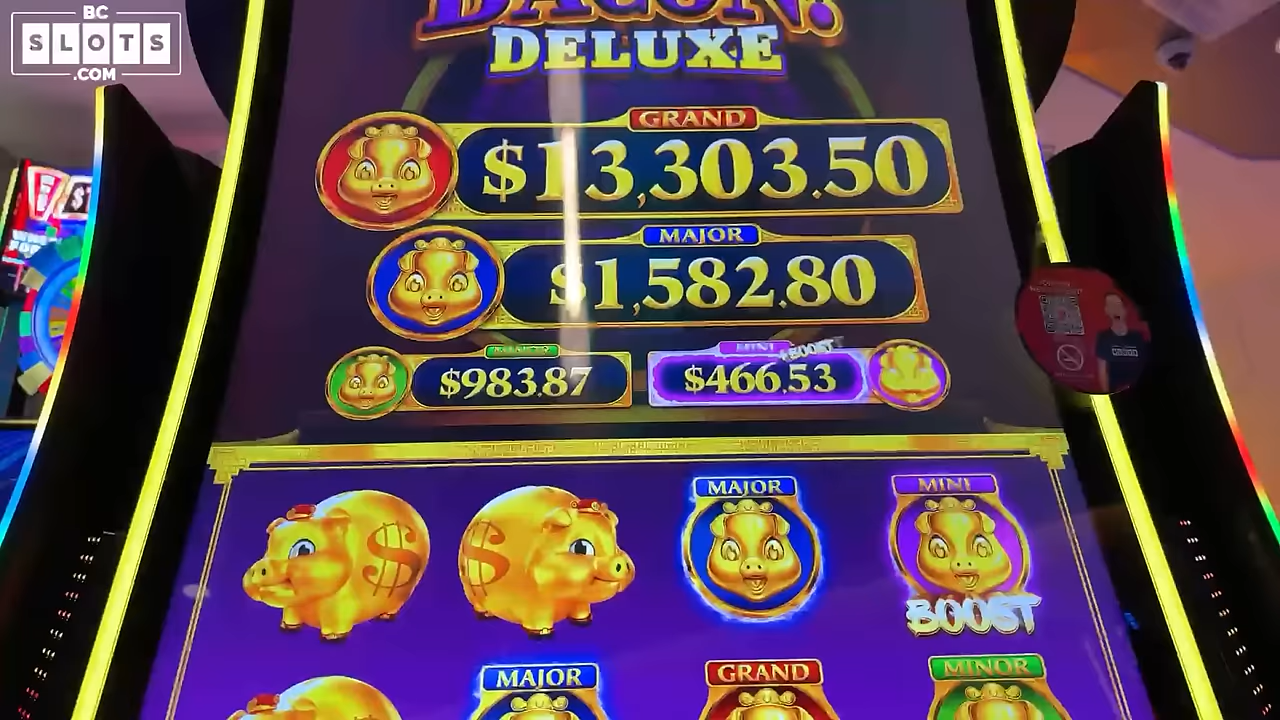 BC
SLOTS
.COM
BACON!
DELUXE
GRAND
$13,303.50
MAJOR
$1,582.80
MINI
+BOOST
$983.87
$466.53
$
$
MAJOR
MINI
BOOST
MAJOR
GRAND
MINOR